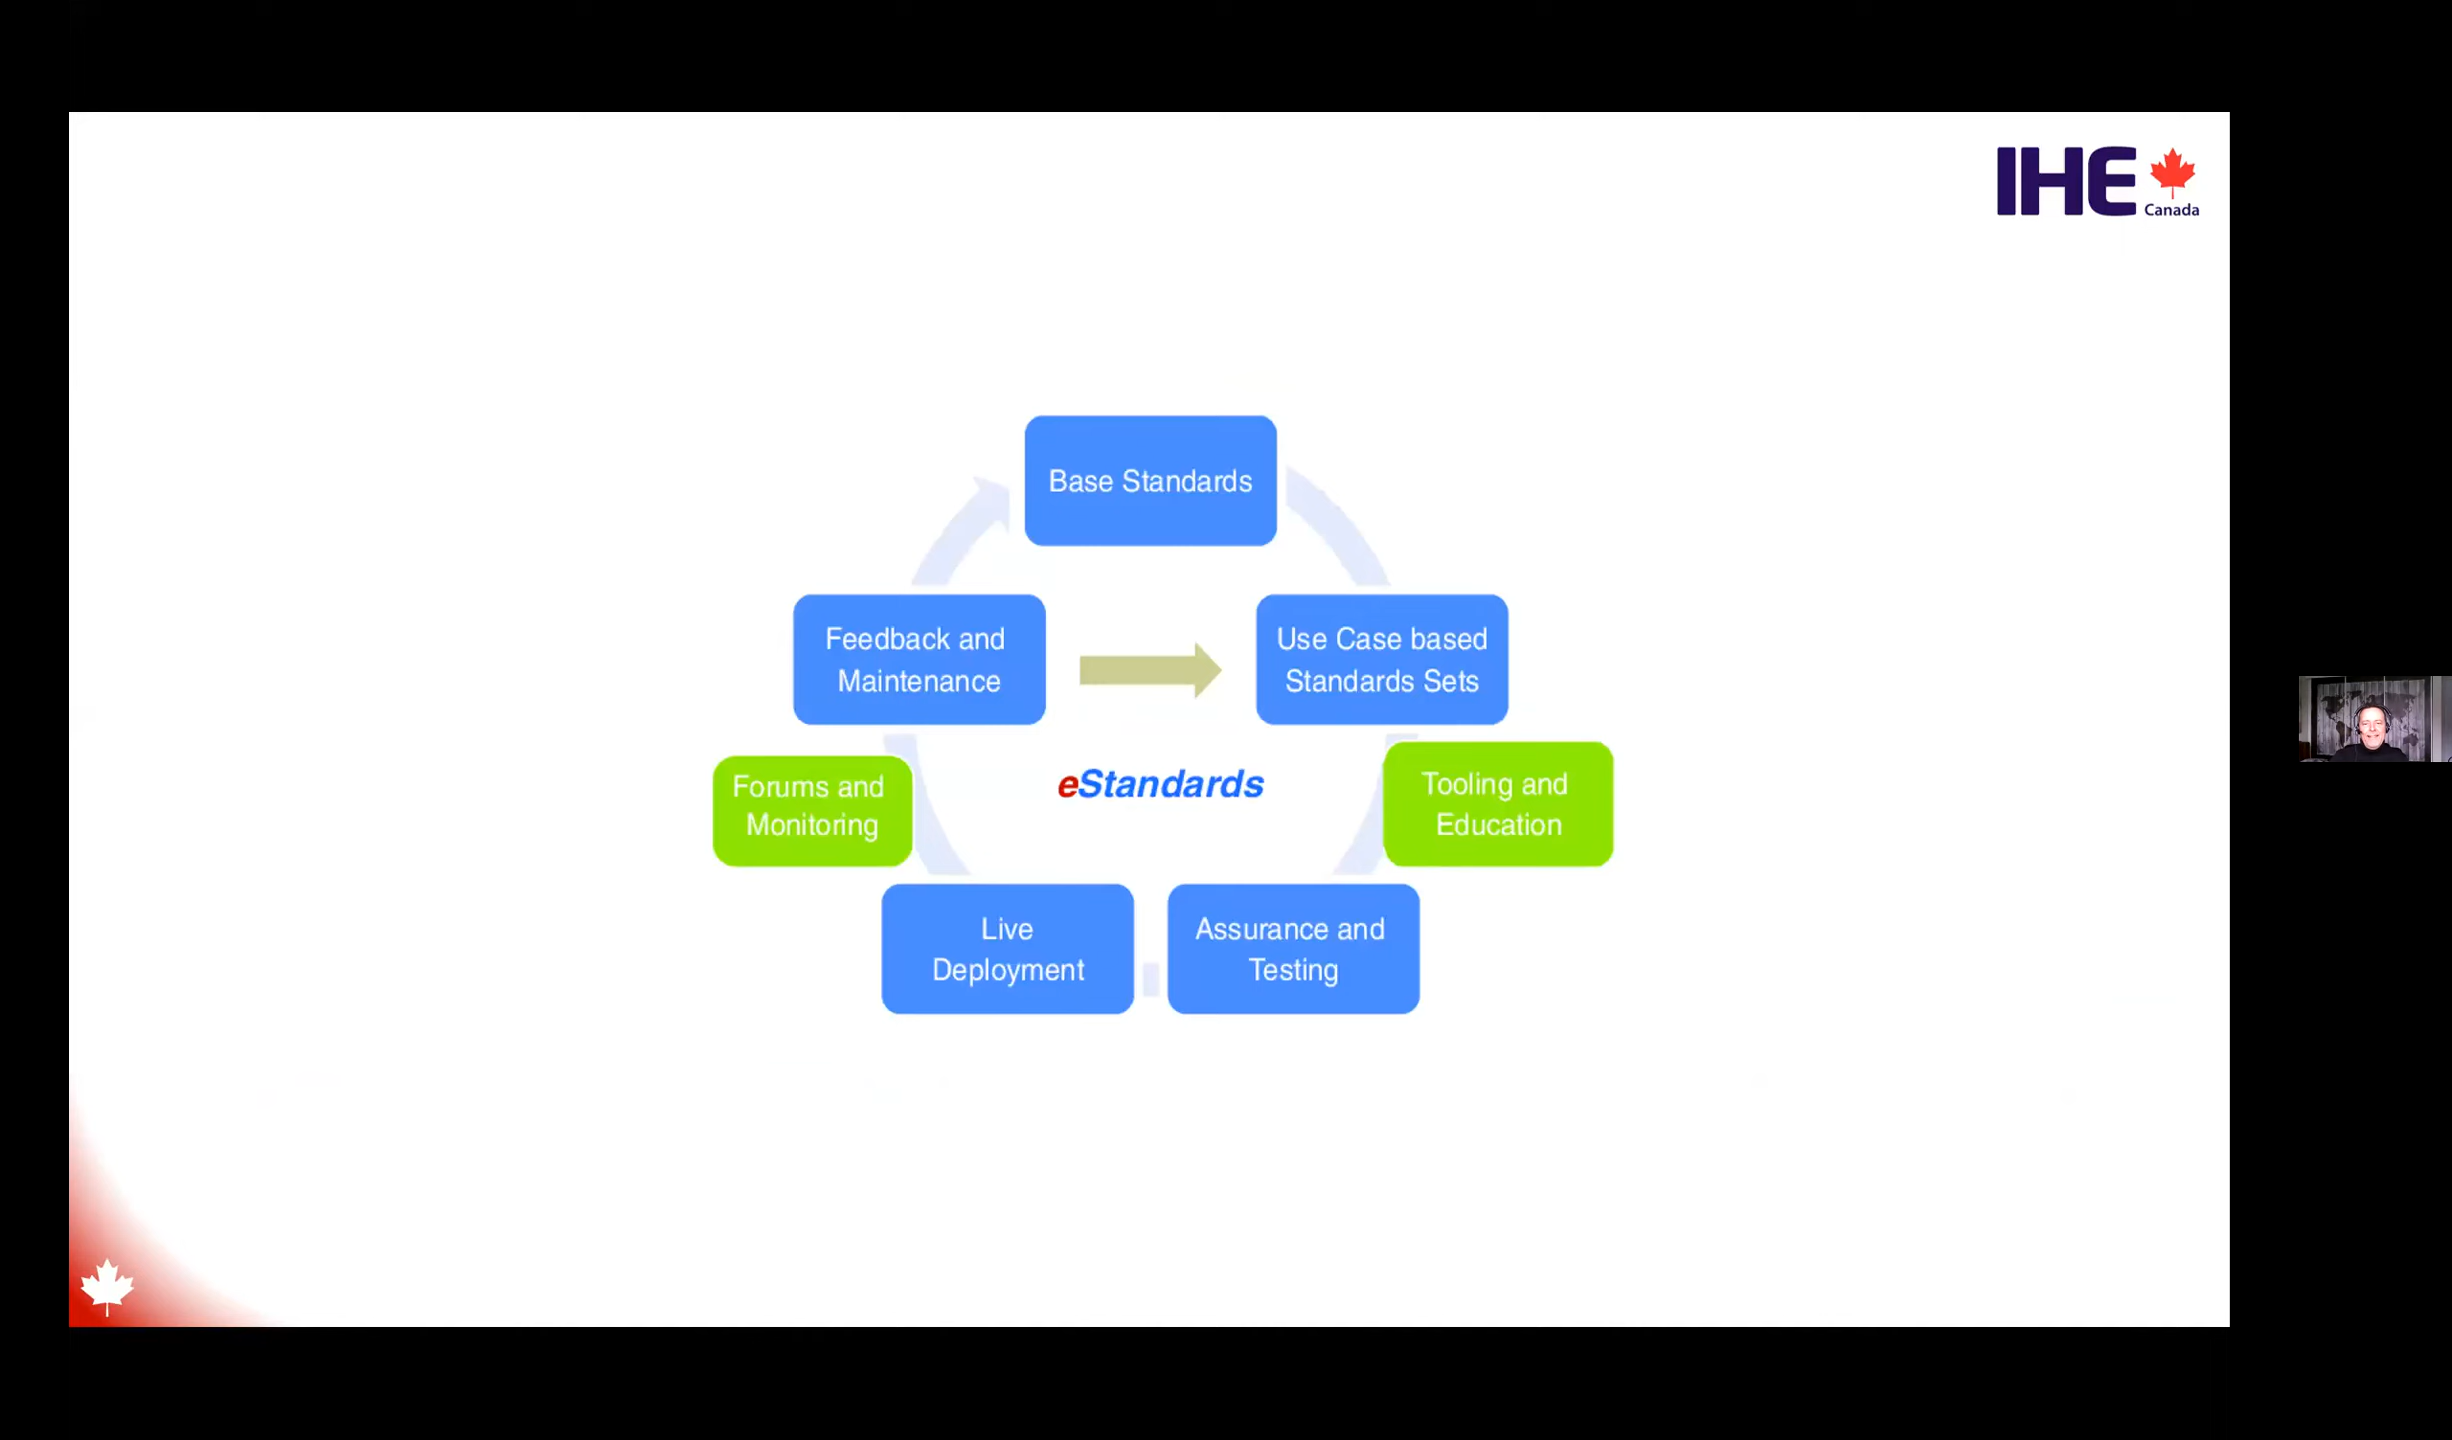 IHE
Canada
Base Standards
Feedback and
Maintenance
Use Case based
Standards Sets
Forums and
Monitoring
eStandards
Tooling and
Education
Live
Deployment
Assurance and
Testing